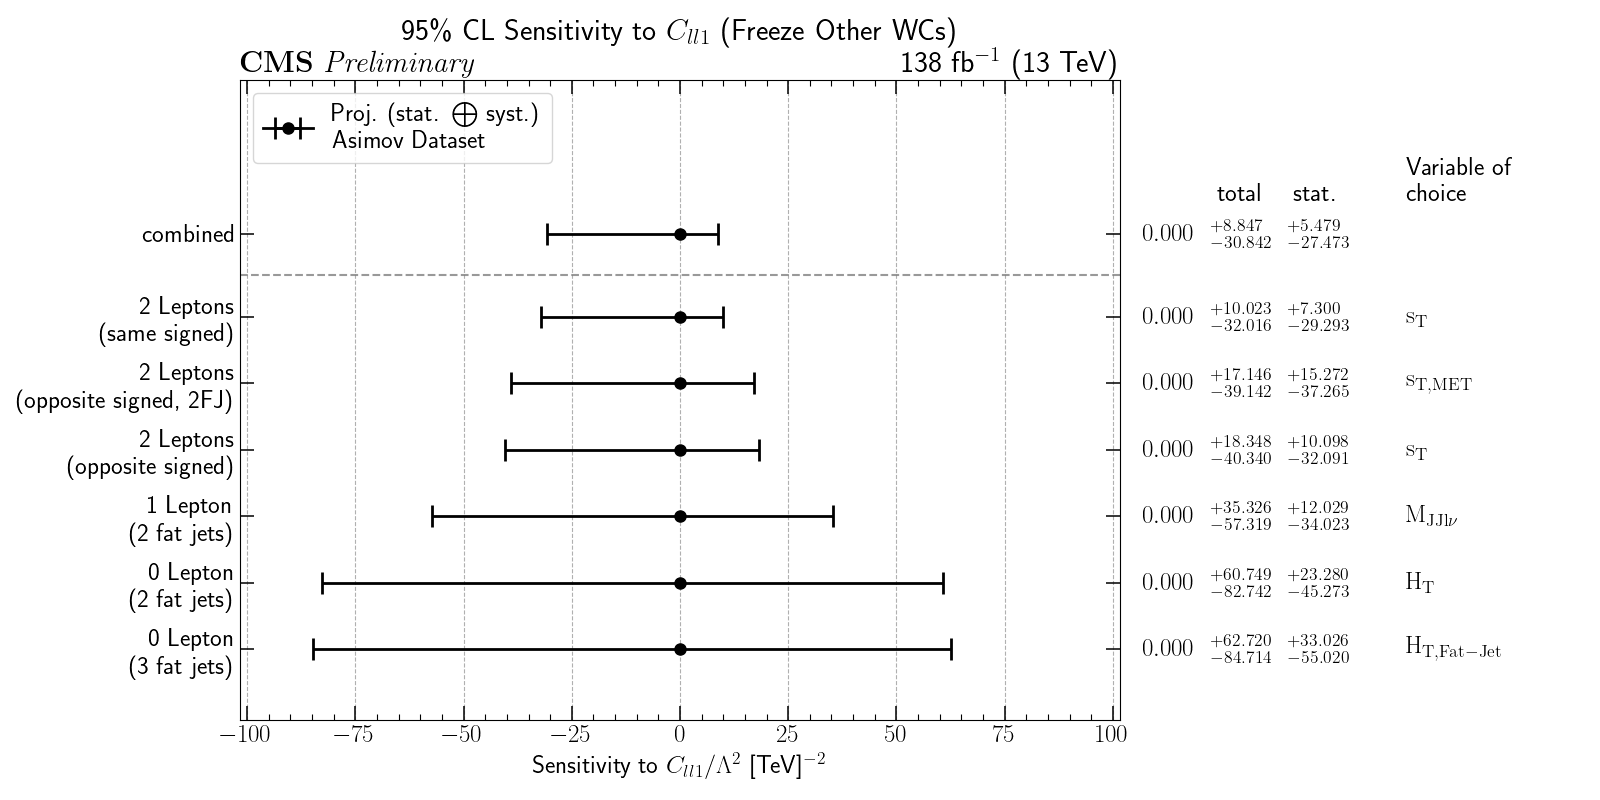 95% CL Sensitivity to C_{ll1} (Freeze Other WCs)
CMS Preliminary 138 fb^{−1} (13 TeV)
Proj. (stat. ⨁ syst.)
Asimov Dataset
Variable of
total stat. choice
combined 0.000 +8.847 −30.842 +5.479 −27.473
2 Leptons
(same signed) 0.000 +10.023 −32.016 +7.300 −29.293 s_T
2 Leptons
(opposite signed, 2FJ) 0.000 +17.146 −39.142 +15.272 −37.265 s_{T,MET}
2 Leptons
(opposite signed) 0.000 +18.348 −40.340 +10.098 −32.091 s_T
1 Lepton
(2 fat jets) 0.000 +35.326 −57.319 +12.029 −34.023 M_{JJlν}
0 Lepton
(2 fat jets) 0.000 +60.749 −82.742 +23.280 −45.273 H_T
0 Lepton
(3 fat jets) 0.000 +62.720 −84.714 +33.026 −55.020 H_{T,Fat−Jet}
−100 −75 −50 −25 0 25 50 75 100
Sensitivity to C_{ll1}/Λ^2 [TeV]^{−2}